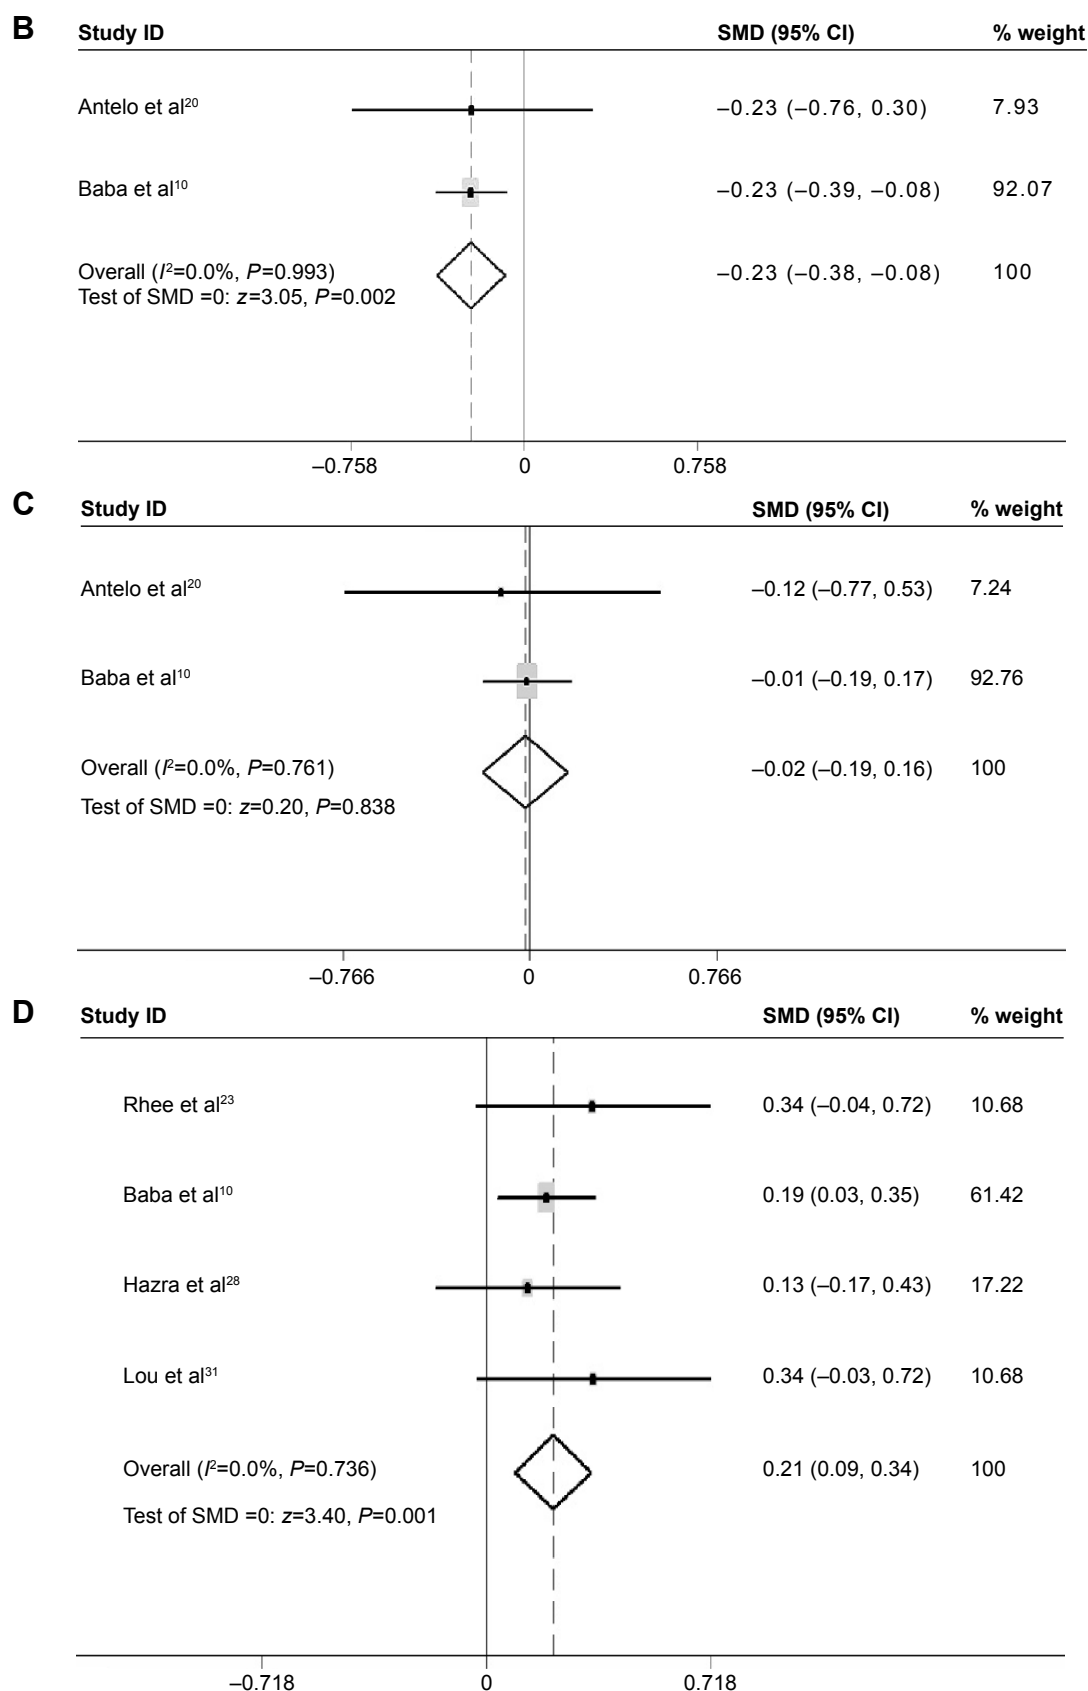 B Study ID SMD (95% CI) % weight
Antelo et al20 –0.23 (–0.76, 0.30) 7.93
Baba et al10 –0.23 (–0.39, –0.08) 92.07
Overall (I2=0.0%, P=0.993) –0.23 (–0.38, –0.08) 100
Test of SMD =0: z=3.05, P=0.002
–0.758 0 0.758
C Study ID SMD (95% CI) % weight
Antelo et al20 –0.12 (–0.77, 0.53) 7.24
Baba et al10 –0.01 (–0.19, 0.17) 92.76
Overall (I2=0.0%, P=0.761) –0.02 (–0.19, 0.16) 100
Test of SMD =0: z=0.20, P=0.838
–0.766 0 0.766
D Study ID SMD (95% CI) % weight
Rhee et al23 0.34 (–0.04, 0.72) 10.68
Baba et al10 0.19 (0.03, 0.35) 61.42
Hazra et al28 0.13 (–0.17, 0.43) 17.22
Lou et al31 0.34 (–0.03, 0.72) 10.68
Overall (I2=0.0%, P=0.736) 0.21 (0.09, 0.34) 100
Test of SMD =0: z=3.40, P=0.001
–0.718 0 0.718